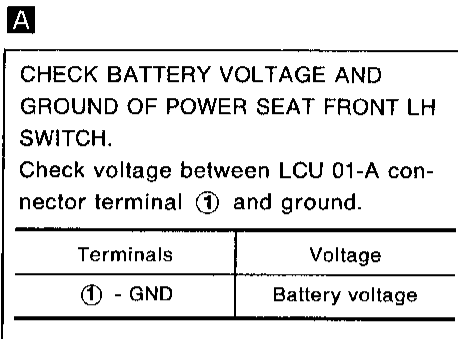 A
CHECK BATTERY VOLTAGE AND
GROUND OF POWER SEAT FRONT LH
SWITCH.
Check voltage between LCU 01-A con-
nector terminal ① and ground.
Terminals Voltage
① - GND Battery voltage